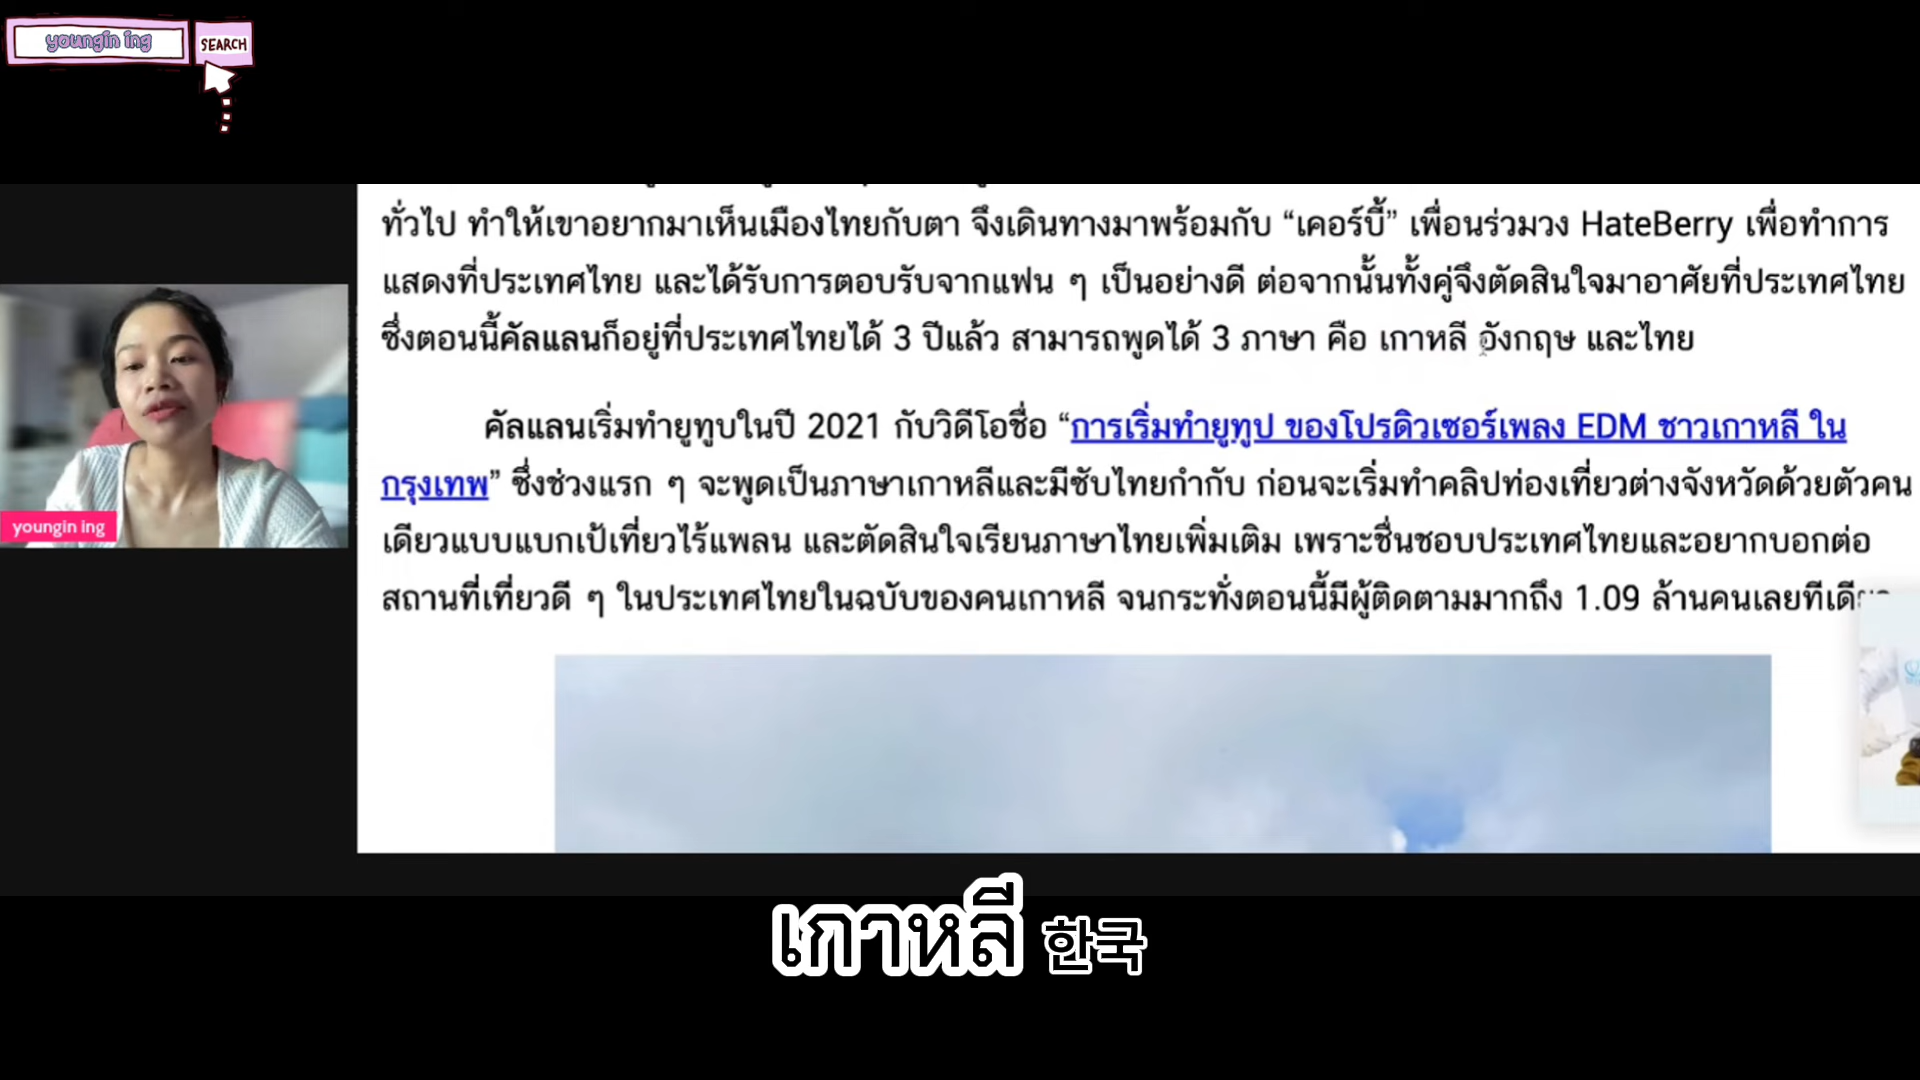 youngin ing
SEARCH
ทั่วไป ทำให้เขาอยากมาเห็นเมืองไทยกับตา จึงเดินทางมาพร้อมกับ “เคอร์บี้” เพื่อนร่วมวง HateBerry เพื่อทำการ
แสดงที่ประเทศไทย และได้รับการตอบรับจากแฟน ๆ เป็นอย่างดี ต่อจากนั้นทั้งคู่จึงตัดสินใจมาอาศัยที่ประเทศไทย
ซึ่งตอนนี้คัลแลนก็อยู่ที่ประเทศไทยได้ 3 ปีแล้ว สามารถพูดได้ 3 ภาษา คือ เกาหลี อังกฤษ และไทย
คัลแลนเริ่มทำยูทูบในปี 2021 กับวิดีโอชื่อ “การเริ่มทำยูทูป ของโปรดิวเซอร์เพลง EDM ชาวเกาหลี ใน
กรุงเทพ” ซึ่งช่วงแรก ๆ จะพูดเป็นภาษาเกาหลีและมีซับไทยกำกับ ก่อนจะเริ่มทำคลิปท่องเที่ยวต่างจังหวัดด้วยตัวคน
เดียวแบบแบกเป้เที่ยวไร้แพลน และตัดสินใจเรียนภาษาไทยเพิ่มเติม เพราะชื่นชอบประเทศไทยและอยากบอกต่อ
สถานที่เที่ยวดี ๆ ในประเทศไทยในฉบับของคนเกาหลี จนกระทั่งตอนนี้มีผู้ติดตามมากถึง 1.09 ล้านคนเลยทีเดียว
youngin ing
เกาหลี 한국